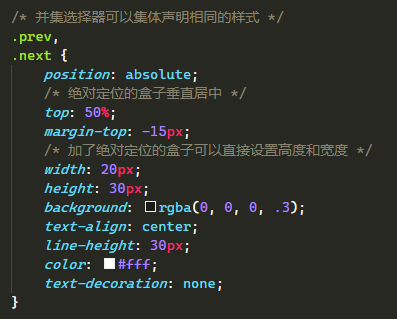 /* 并集选择器可以集体声明相同的样式 */
.prev,
.next {
position: absolute;
/* 绝对定位的盒子垂直居中 */
top: 50%;
margin-top: -15px;
/* 加了绝对定位的盒子可以直接设置高度和宽度 */
width: 20px;
height: 30px;
background: rgba(0, 0, 0, .3);
text-align: center;
line-height: 30px;
color: #fff;
text-decoration: none;
}